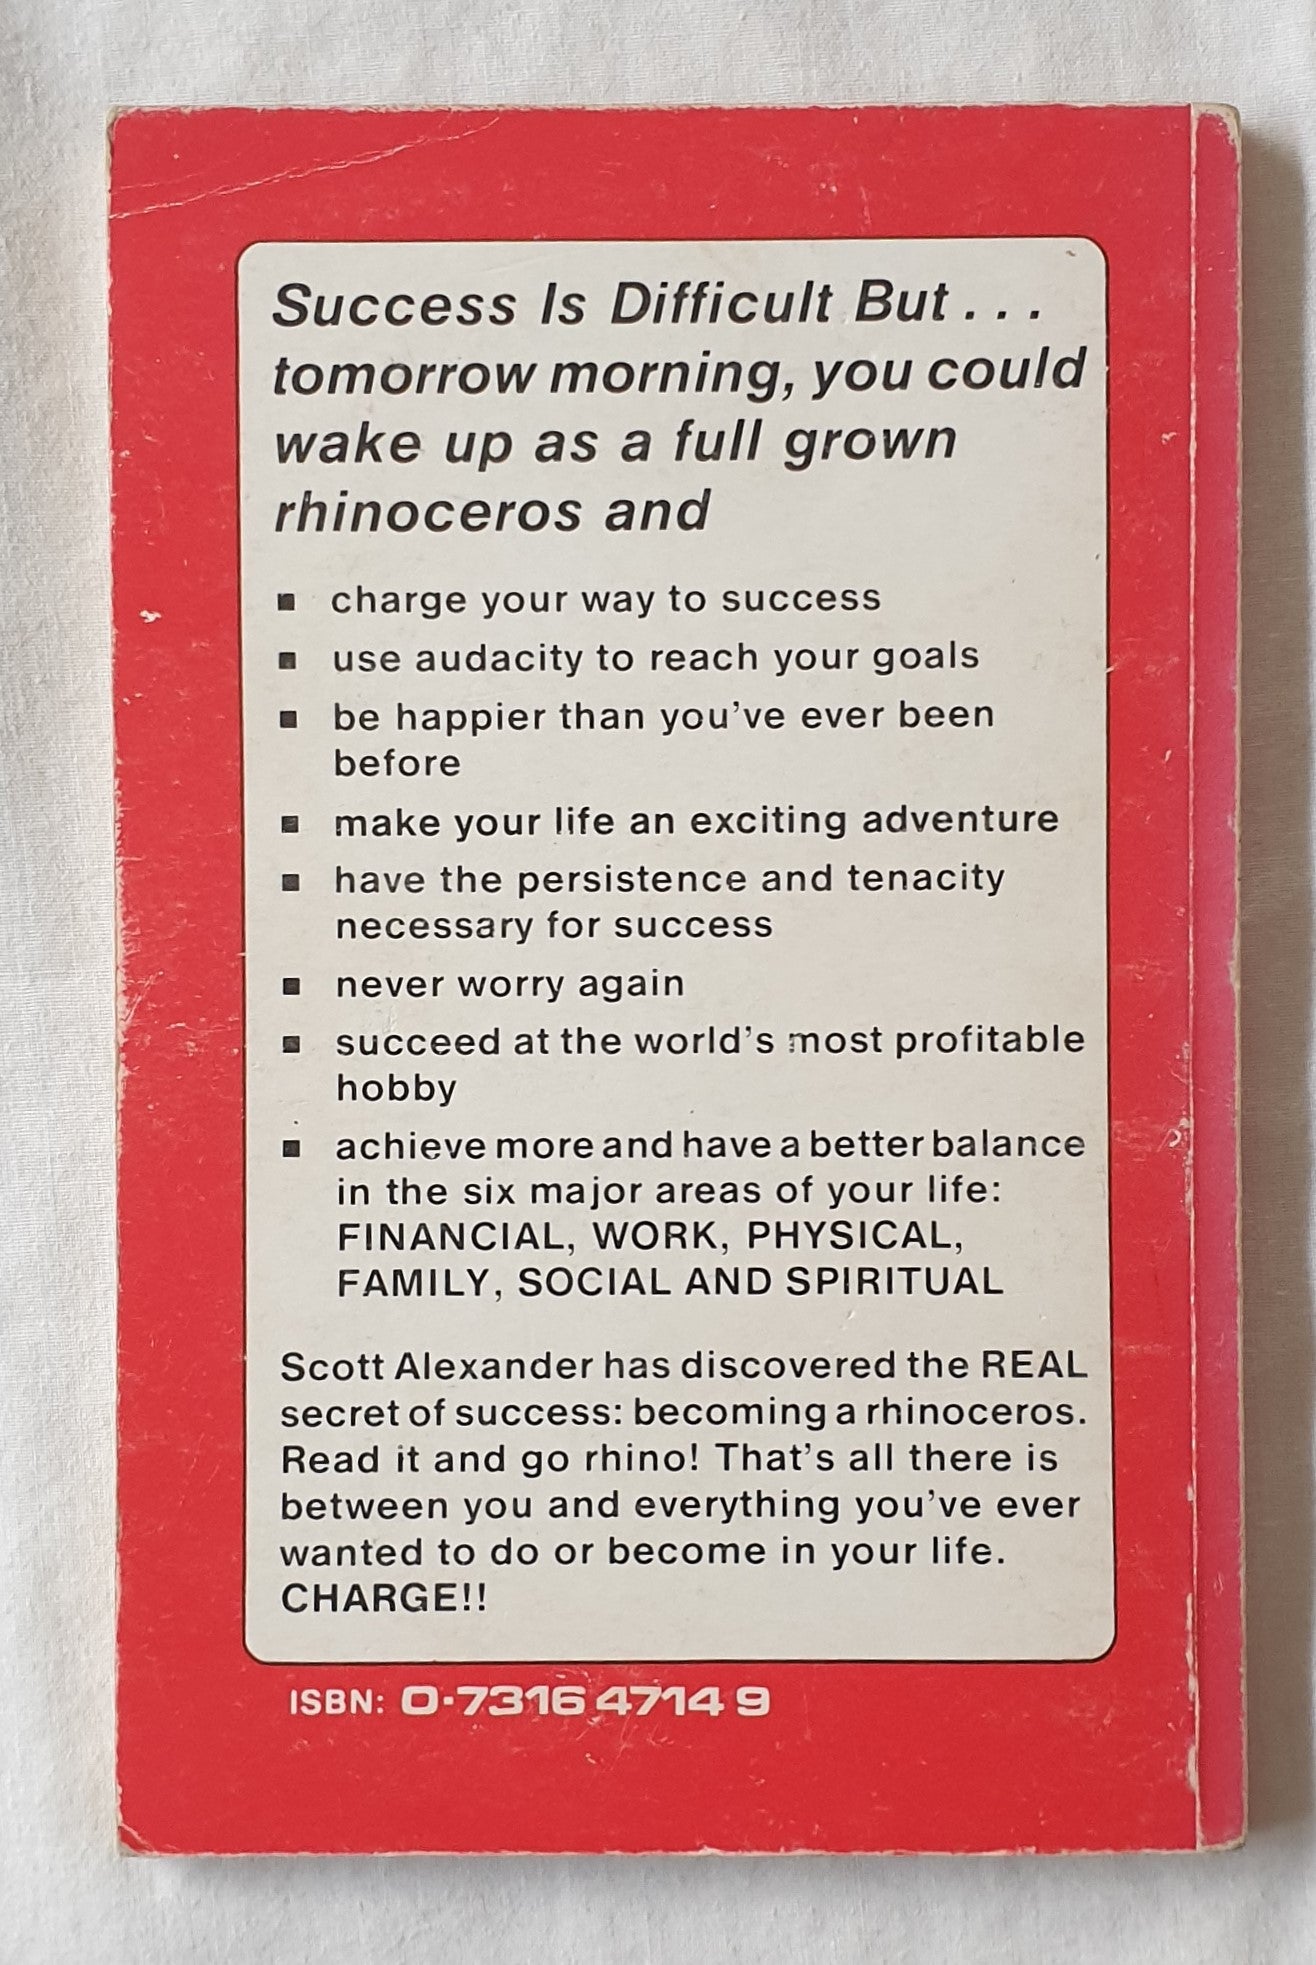 Success Is Difficult But . . .
tomorrow morning, you could
wake up as a full grown
rhinoceros and
▪ charge your way to success
▪ use audacity to reach your goals
▪ be happier than you've ever been
before
▪ make your life an exciting adventure
▪ have the persistence and tenacity
necessary for success
▪ never worry again
▪ succeed at the world's most profitable
hobby
▪ achieve more and have a better balance
in the six major areas of your life:
FINANCIAL, WORK, PHYSICAL,
FAMILY, SOCIAL AND SPIRITUAL
Scott Alexander has discovered the REAL
secret of success: becoming a rhinoceros.
Read it and go rhino! That's all there is
between you and everything you've ever
wanted to do or become in your life.
CHARGE!!
ISBN: 0-7316 4714 9